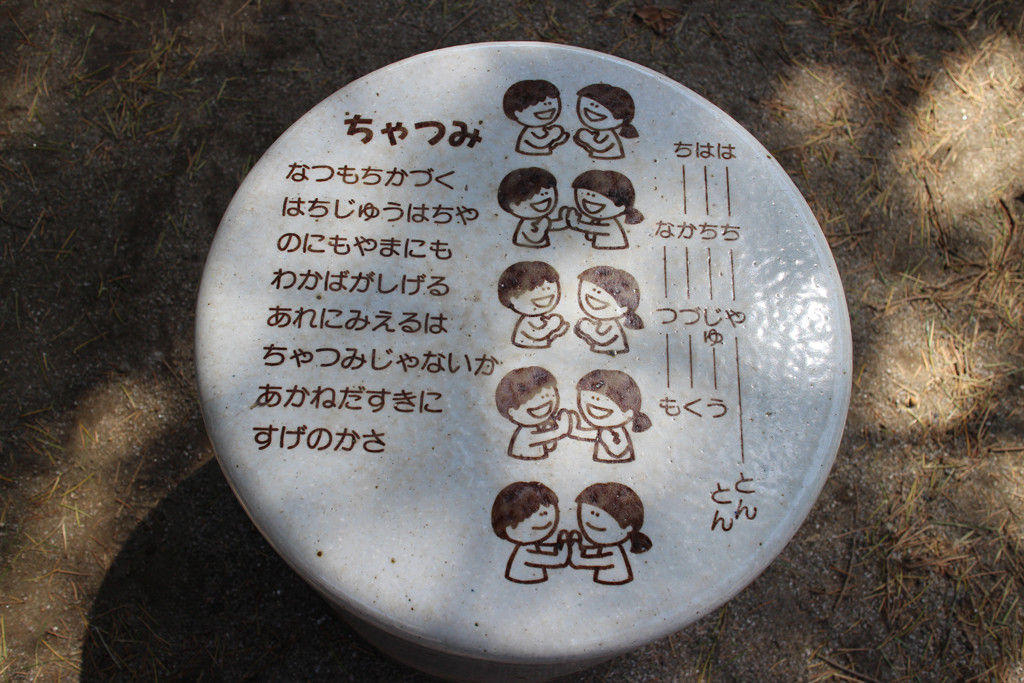 ちゃつみ
なつもちかづく
はちじゅうはちや
のにもやまにも
わかばがしげる
あれにみえるは
ちゃつみじゃないか
あかねだすきに
すげのかさ
ちはは
なかちち
つづじや
ゅ
もくう
とん
とん